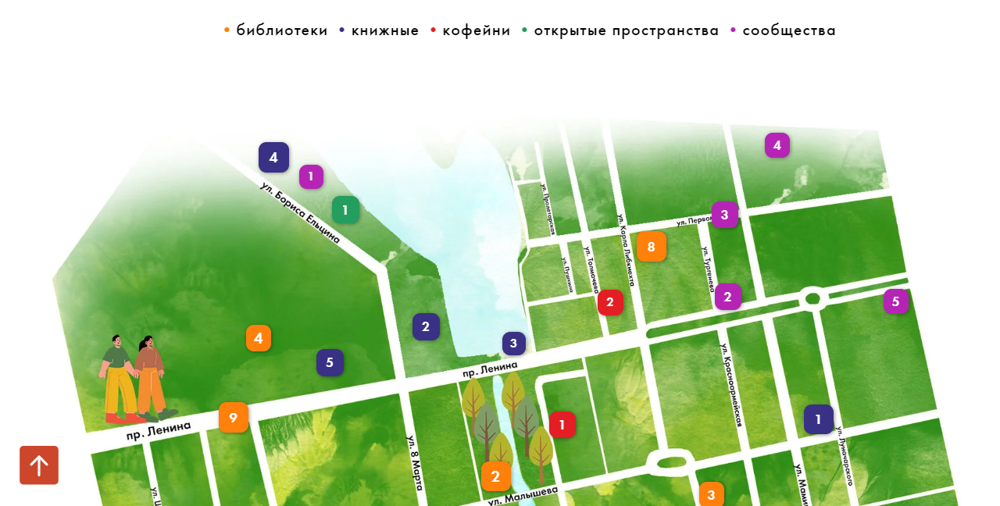 • библиотеки • книжные • кофейни • открытые пространства • сообщества
4
4
1
ул. Бориса Ельцина
1
ул. Пролетарская
3
ул. Карла Либкнехта
8
ул. Толмачева
ул. Тургенева
ул. Пушкина
2
2
5
2
4
3
5
пр. Ленина
ул. Красноармейская
9
пр. Ленина
1
1
ул. Луначарского
ул. 8 Марта
2
ул. Малышева
3